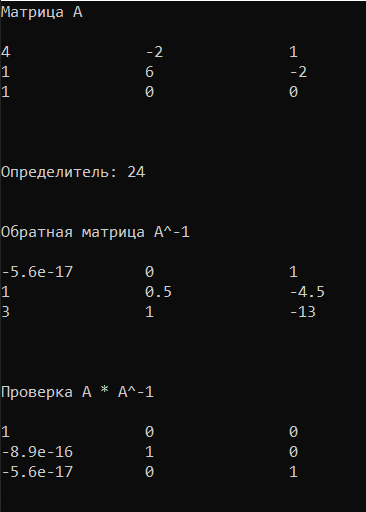 Матрица A
4 -2 1
1 6 -2
1 0 0
Определитель: 24
Обратная матрица A^-1
-5.6e-17 0 1
1 0.5 -4.5
3 1 -13
Проверка A * A^-1
1 0 0
-8.9e-16 1 0
-5.6e-17 0 1